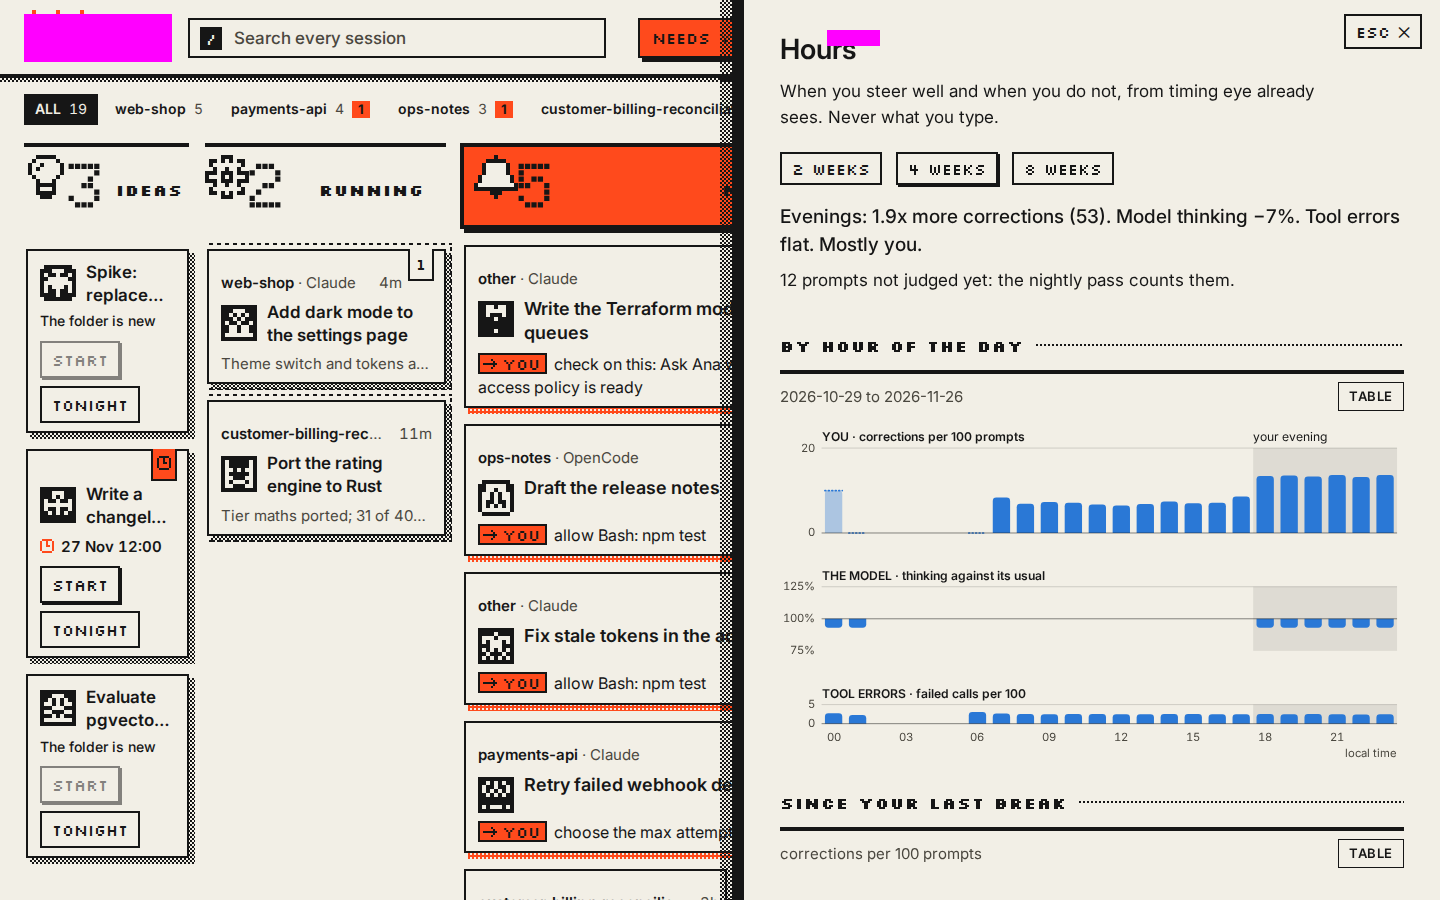 Search every session
NEEDS
ALL 19
web-shop 5
payments-api 4 1
ops-notes 3 1
3 IDEAS
2 RUNNING
5
Spike:
replace...
The folder is new
START
TONIGHT
Write a
changel...
27 Nov 12:00
START
TONIGHT
Evaluate
pgvecto...
The folder is new
START
TONIGHT
1
web-shop · Claude 4m
Add dark mode to
the settings page
Theme switch and tokens a...
customer-billing-rec... 11m
Port the rating
engine to Rust
Tier maths ported; 31 of 40...
other · Claude
Write the Terraform
queues
→ YOU check on this: Ask Ana
access policy is ready
ops-notes · OpenCode
Draft the release notes
→ YOU allow Bash: npm test
other · Claude
Fix stale tokens in the
→ YOU allow Bash: npm test
payments-api · Claude
Retry failed webhook
→ YOU choose the max
ESC ×
Hours
When you steer well and when you do not, from timing eye already
sees. Never what you type.
2 WEEKS
4 WEEKS
8 WEEKS
Evenings: 1.9x more corrections (53). Model thinking −7%. Tool errors
flat. Mostly you.
12 prompts not judged yet: the nightly pass counts them.
BY HOUR OF THE DAY
2026-10-29 to 2026-11-26
TABLE
YOU · corrections per 100 prompts
your evening
20
0
THE MODEL · thinking against its usual
125%
100%
75%
TOOL ERRORS · failed calls per 100
5
0
00 03 06 09 12 15 18 21
local time
SINCE YOUR LAST BREAK
corrections per 100 prompts
TABLE